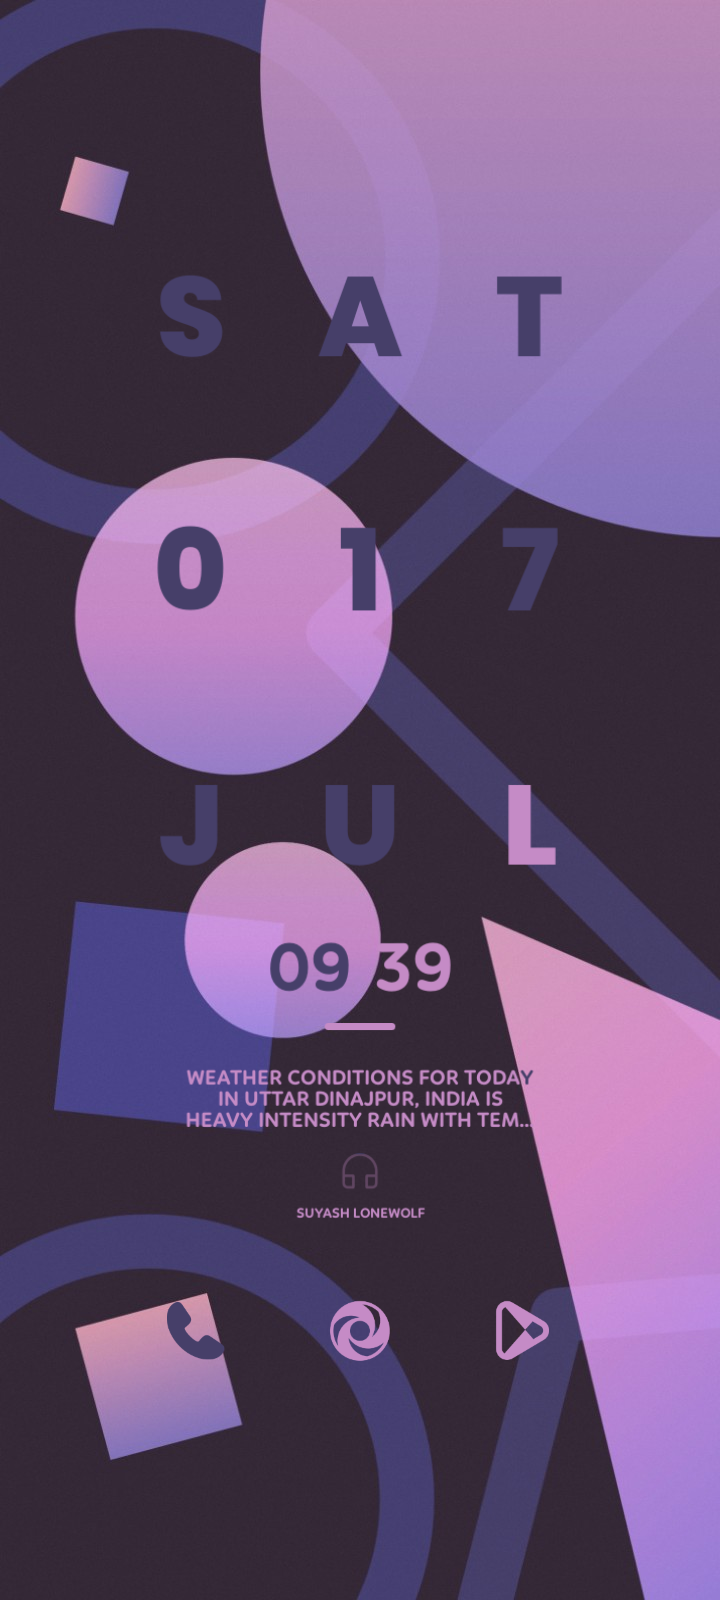 SAT
017
JUL
09 39
WEATHER CONDITIONS FOR TODAY
IN UTTAR DINAJPUR, INDIA IS
HEAVY INTENSITY RAIN WITH TEM...
SUYASH LONEWOLF